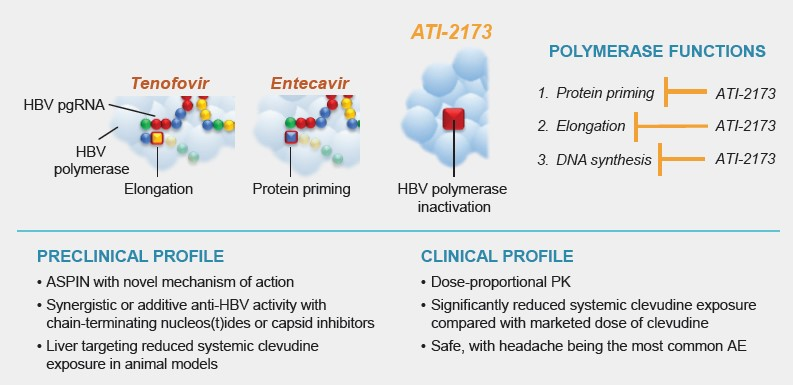 Tenofovir
Entecavir
ATI-2173
HBV pgRNA
HBV
polymerase
Elongation
Protein priming
HBV polymerase
inactivation
POLYMERASE FUNCTIONS
1. Protein priming ATI-2173
2. Elongation ATI-2173
3. DNA synthesis ATI-2173
PRECLINICAL PROFILE
• ASPIN with novel mechanism of action
• Synergistic or additive anti-HBV activity with
chain-terminating nucleos(t)ides or capsid inhibitors
• Liver targeting reduced systemic clevudine
exposure in animal models
CLINICAL PROFILE
• Dose-proportional PK
• Significantly reduced systemic clevudine exposure
compared with marketed dose of clevudine
• Safe, with headache being the most common AE